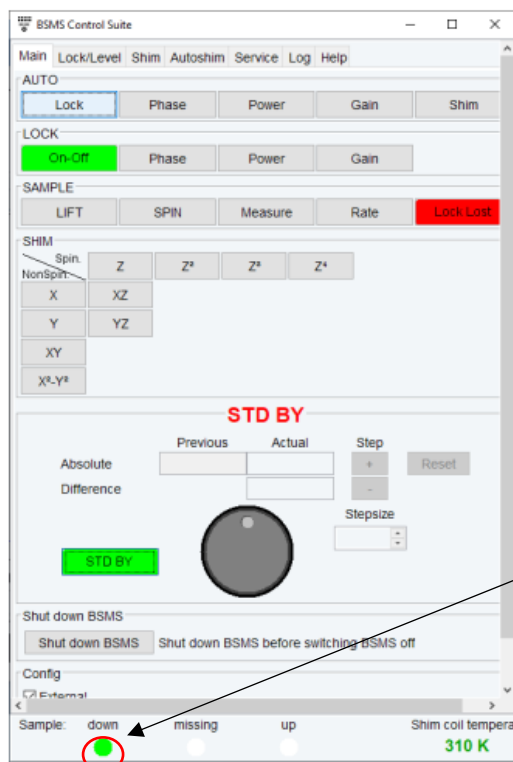 BSMS Control Suite
Main Lock/Level Shim Autoshim Service Log Help
AUTO
Lock Phase Power Gain Shim
LOCK
On-Off Phase Power Gain
SAMPLE
LIFT SPIN Measure Rate Lock Lost
SHIM
Spin.
NonSpin. Z Z² Z³ Z⁴
X XZ
Y YZ
XY
X²-Y²
STD BY
Previous Actual Step
Absolute + Reset
Difference -
Stepsize
STD BY
Shut down BSMS
Shut down BSMS Shut down BSMS before switching BSMS off
Config
External
Sample: down missing up Shim coil tempera
310 K